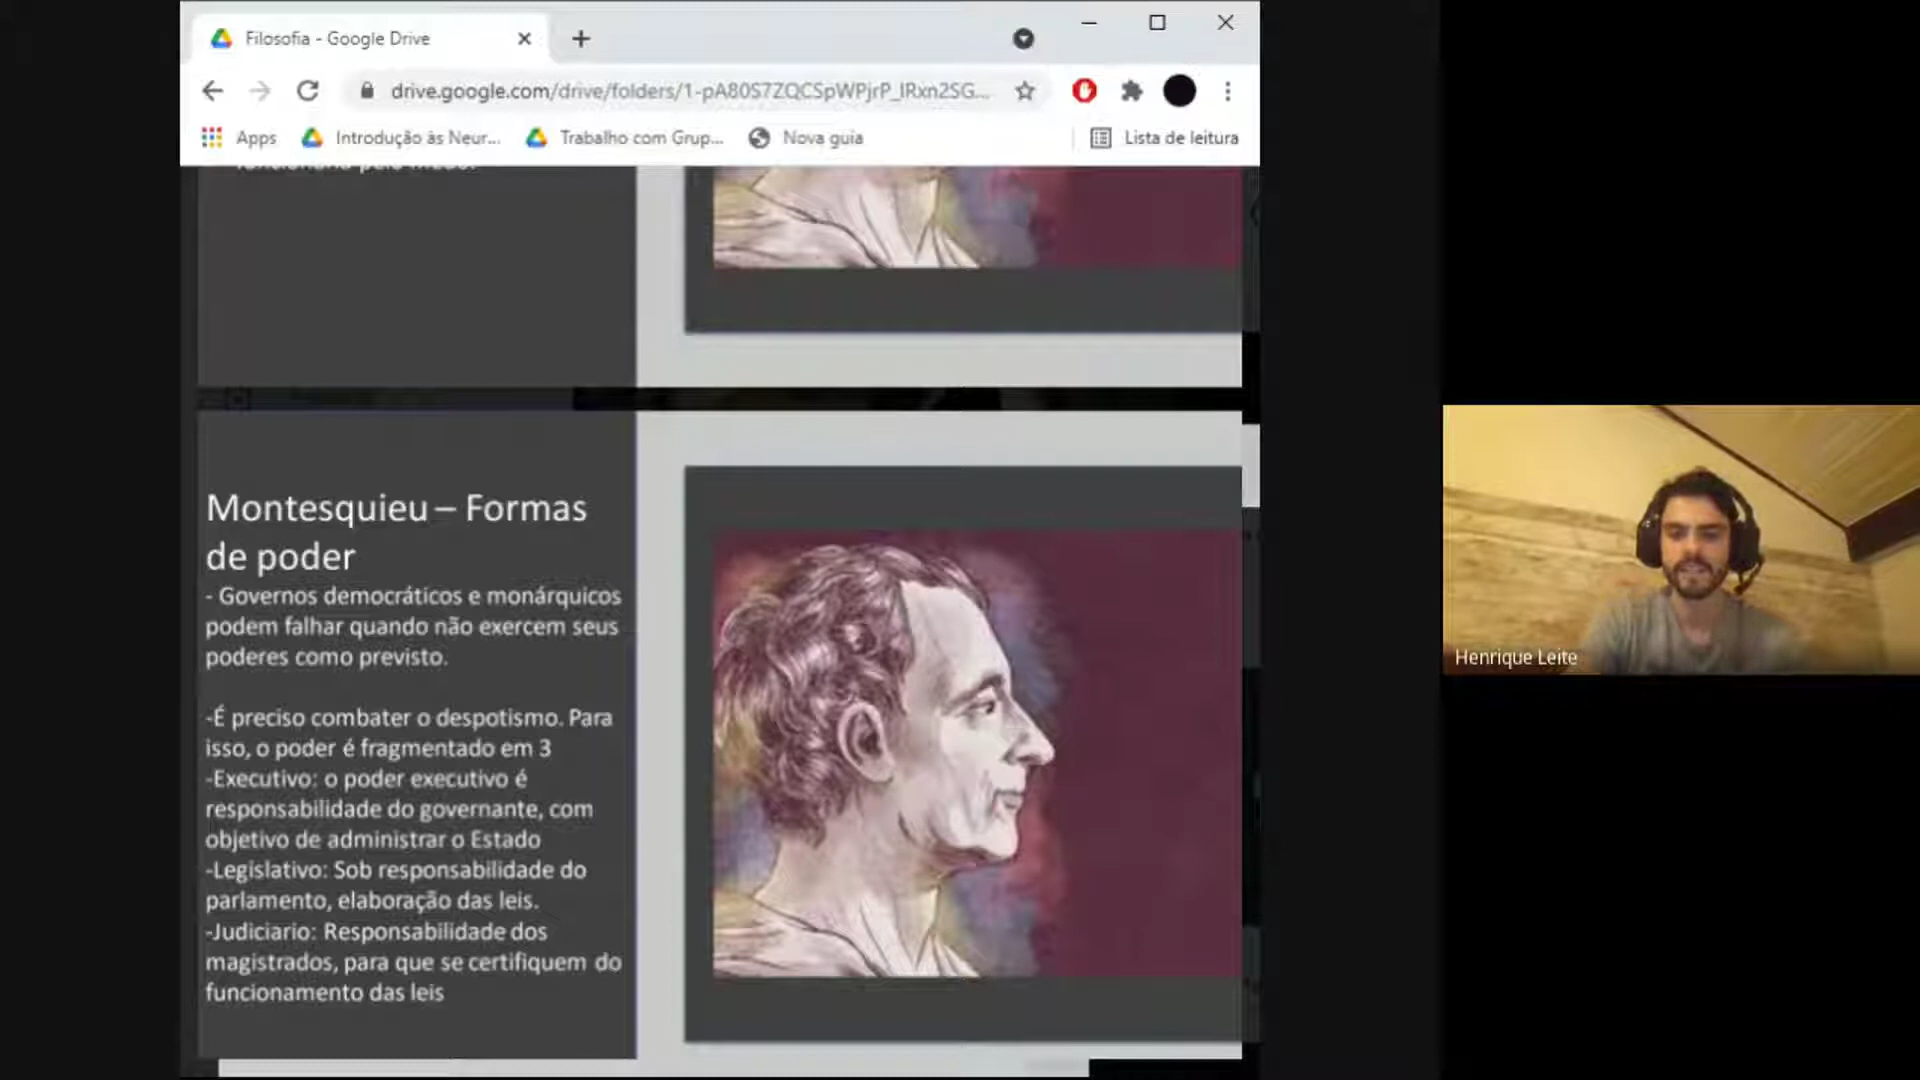 Filosofia - Google Drive
drive.google.com/drive/folders/1-pA80S7ZQCSpWPjrP_lRxn2SG...
Apps
Introdução às Neur...
Trabalho com Grup...
Nova guia
Lista de leitura
Montesquieu – Formas
de poder
- Governos democráticos e monárquicos
podem falhar quando não exercem seus
poderes como previsto.
-É preciso combater o despotismo. Para
isso, o poder é fragmentado em 3
-Executivo: o poder executivo é
responsabilidade do governante, com
objetivo de administrar o Estado
-Legislativo: Sob responsabilidade do
parlamento, elaboração das leis.
-Judiciario: Responsabilidade dos
magistrados, para que se certifiquem do
funcionamento das leis
Henrique Leite